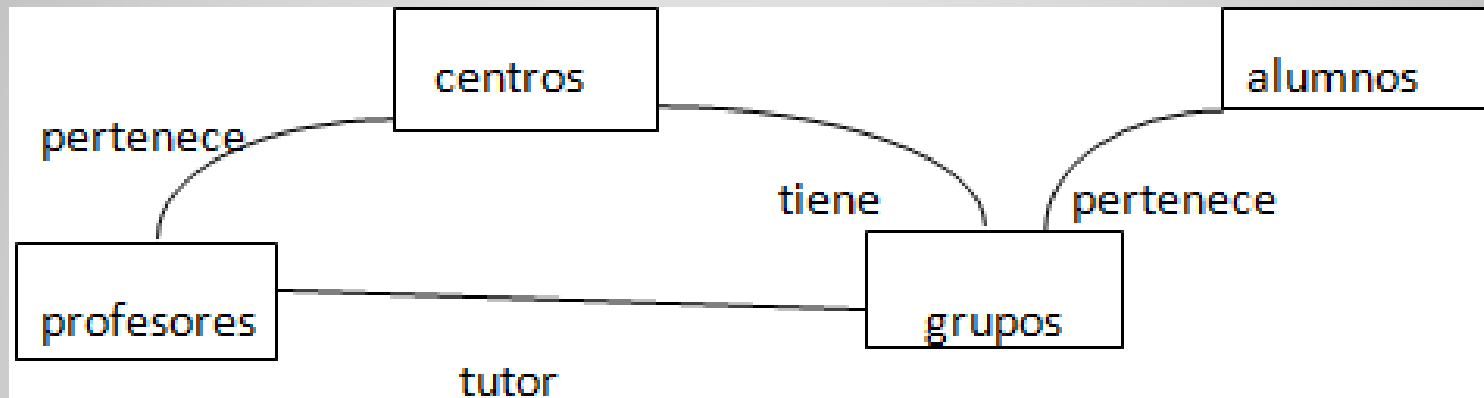 centros
alumnos
pertenece
tiene
pertenece
profesores
grupos
tutor